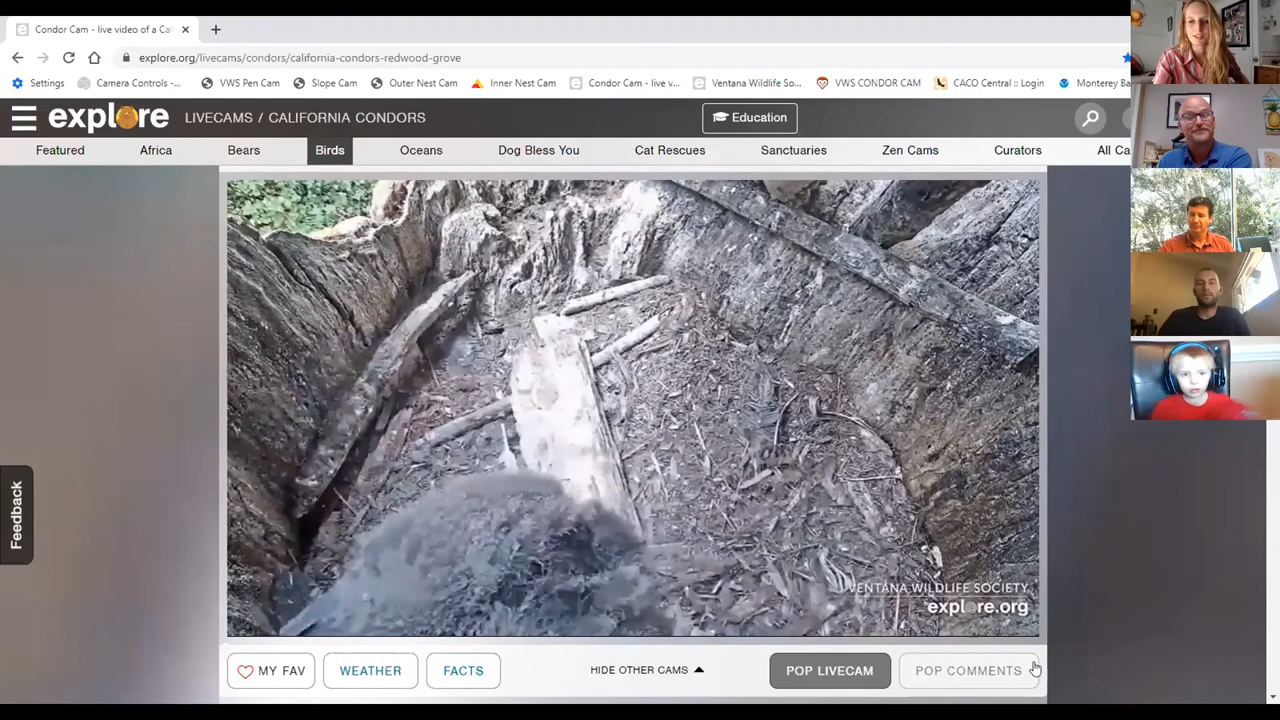 Condor Cam - live video of a Cal
explore.org/livecams/condors/california-condors-redwood-grove
Settings Camera Controls -... VWS Pen Cam Slope Cam Outer Nest Cam Inner Nest Cam Condor Cam - live v... Ventana Wildlife So... VWS CONDOR CAM CACO Central :: Login Monterey Ba
explore LIVECAMS / CALIFORNIA CONDORS Education
Featured Africa Bears Birds Oceans Dog Bless You Cat Rescues Sanctuaries Zen Cams Curators All Ca
Feedback
VENTANA WILDLIFE SOCIETY
explore.org
MY FAV WEATHER FACTS HIDE OTHER CAMS POP LIVECAM POP COMMENTS